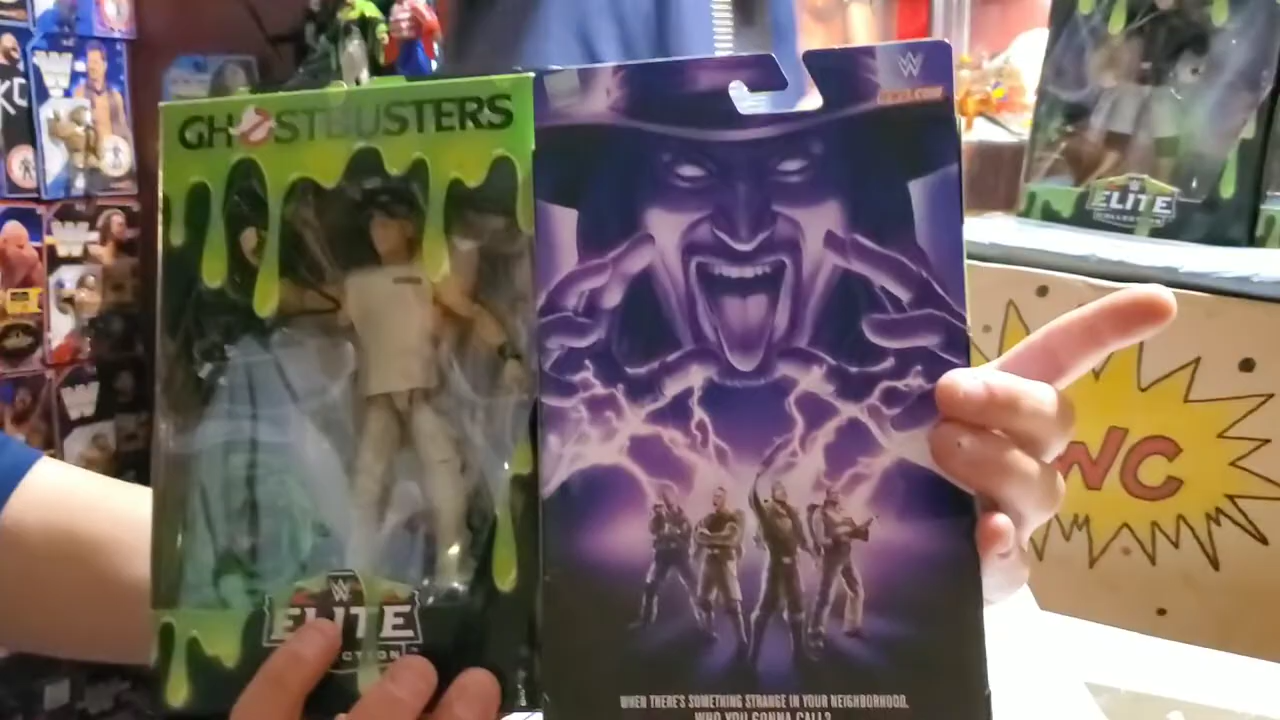 GHOSTBUSTERS
W
ELITE
W
WHEN THERE'S SOMETHING STRANGE IN YOUR NEIGHBORHOOD,
WHO YOU GONNA CALL?
ELITE
COLLECTION
WC